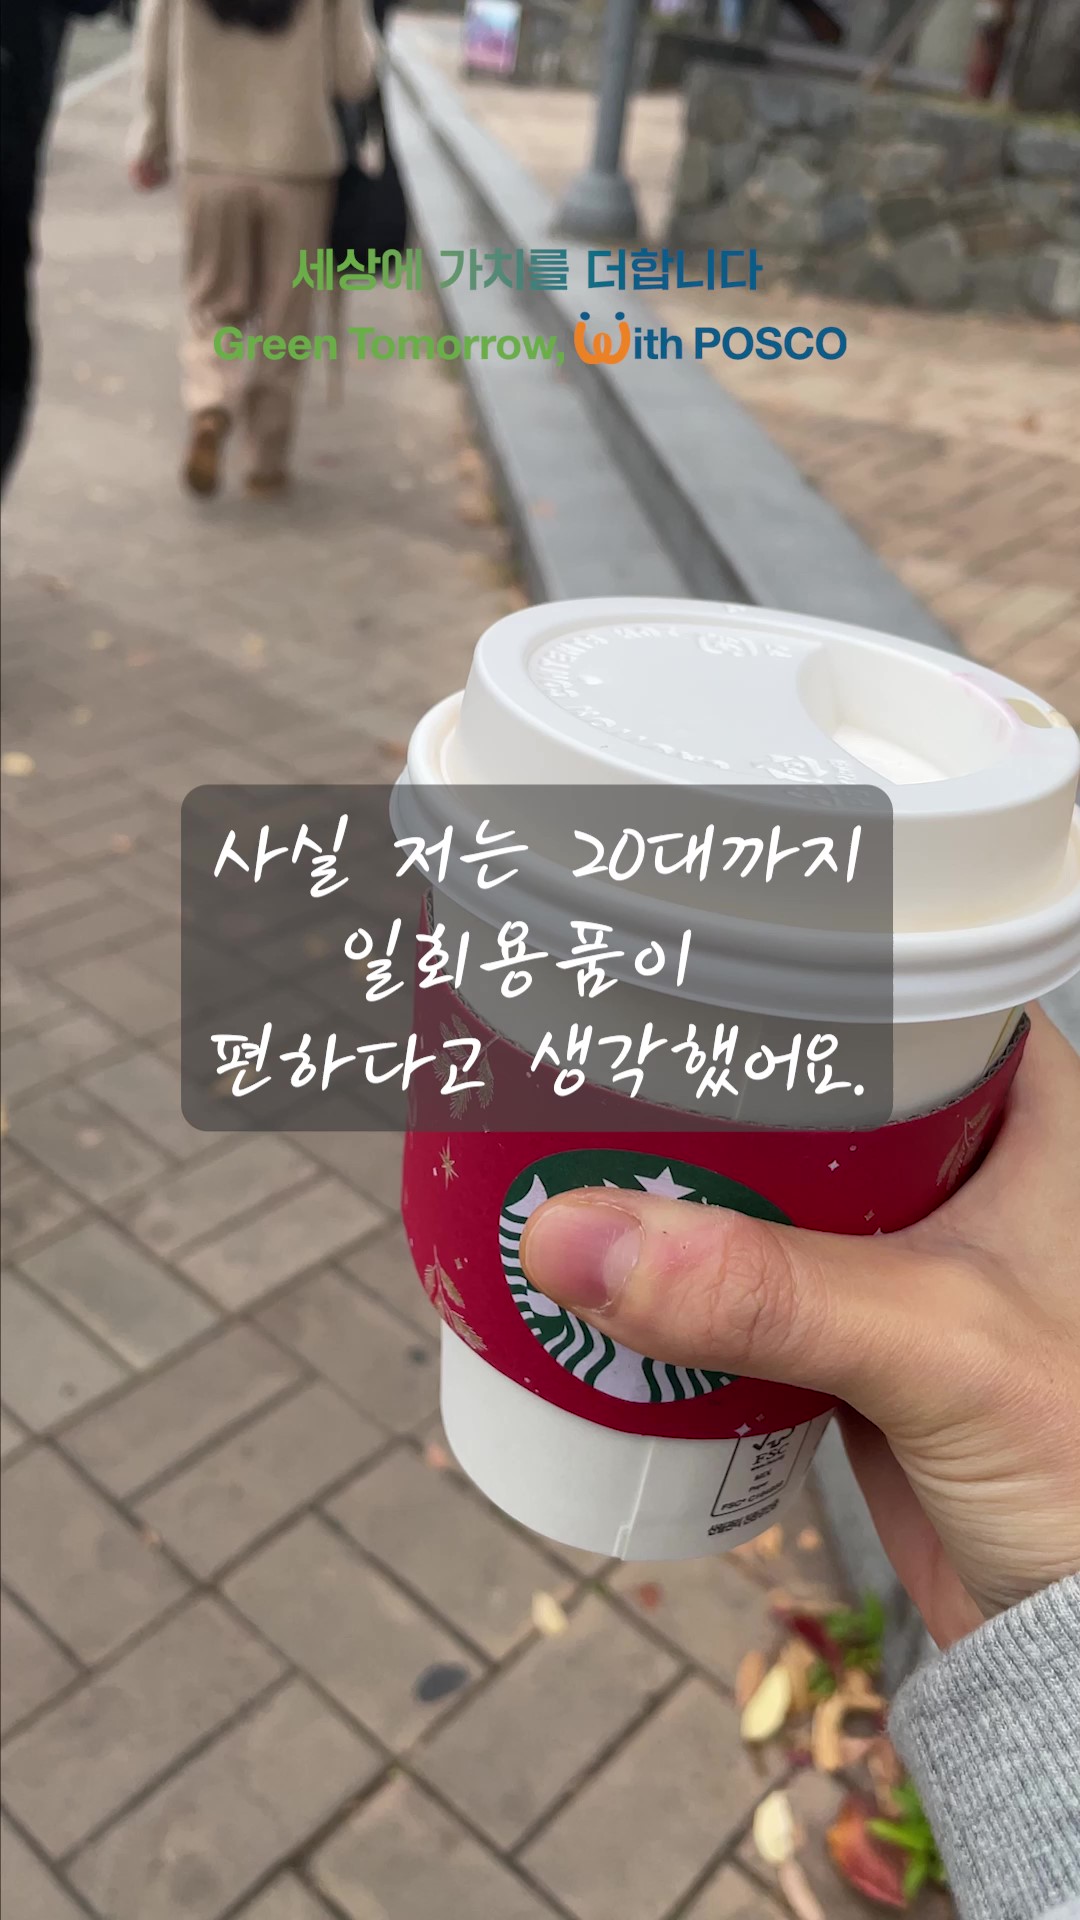 세상에 가치를 더합니다
Green Tomorrow, With POSCO
사실 저는 20대까지
일회용품이
편하다고 생각했어요.
FSC